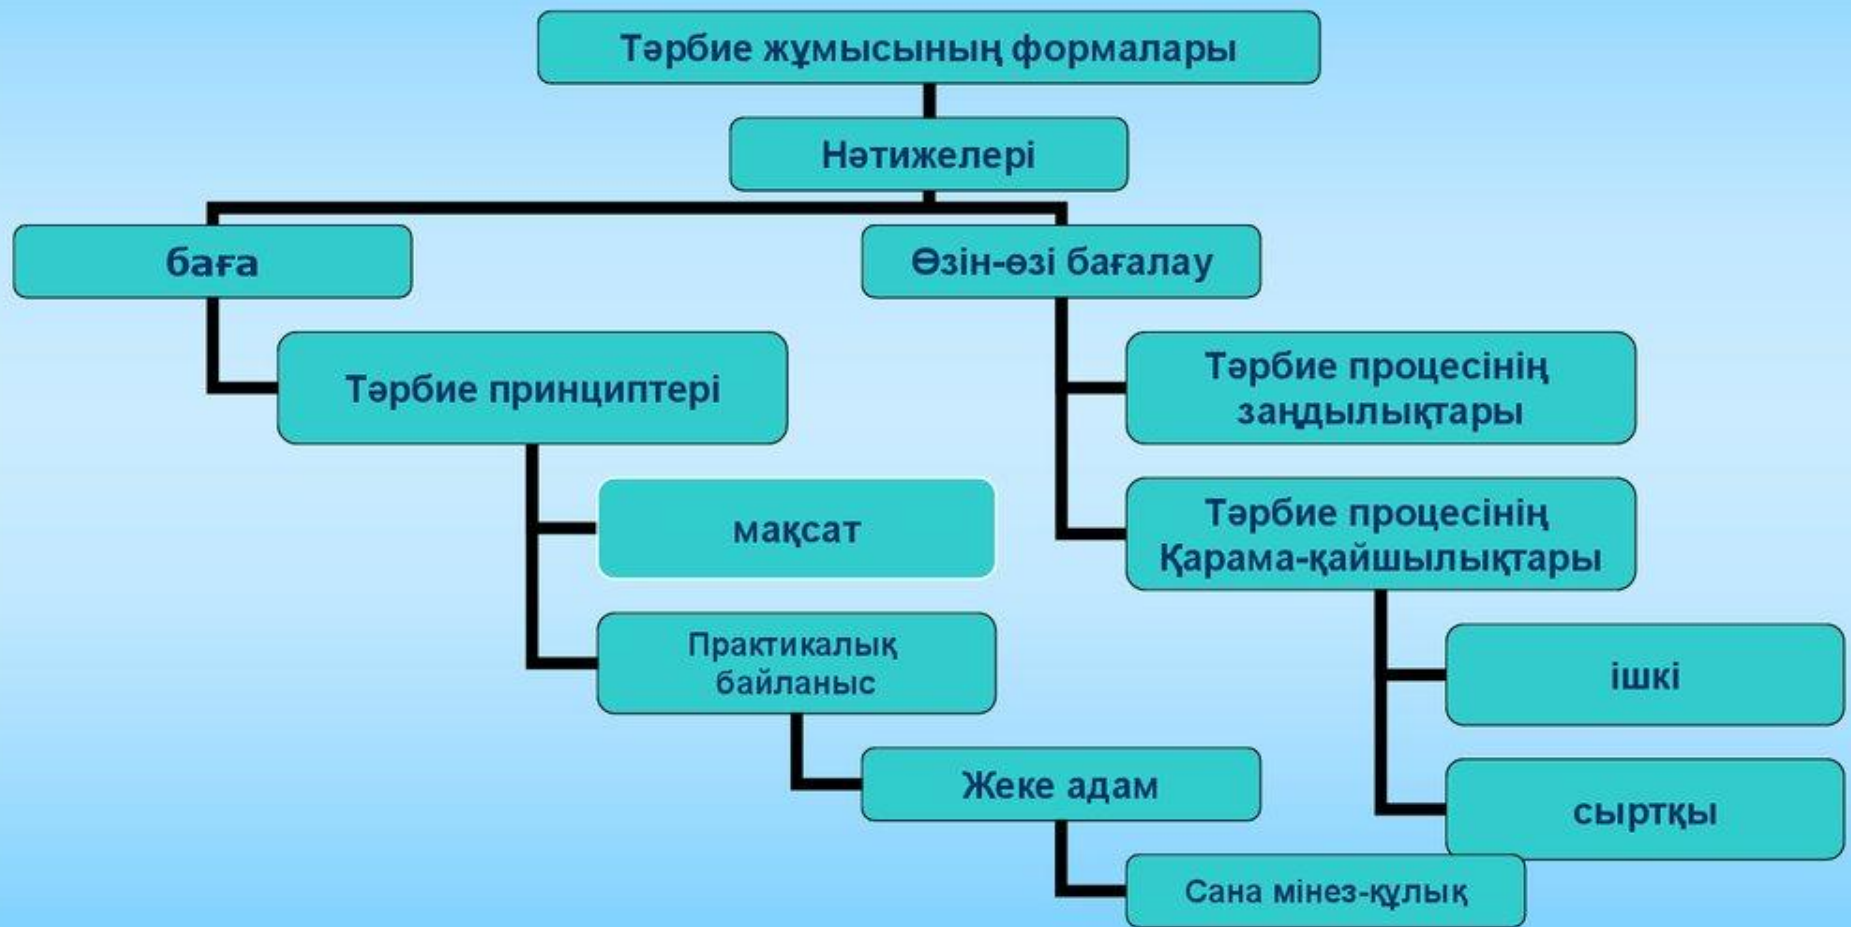 Тәрбие жұмысының формалары
Нәтижелері
баға
Өзін-өзі бағалау
Тәрбие принциптері
Тәрбие процесінің
заңдылықтары
мақсат
Тәрбие процесінің
Қарама-қайшылықтары
Практикалық
байланыс
ішкі
Жеке адам
сыртқы
Сана мінез-құлық